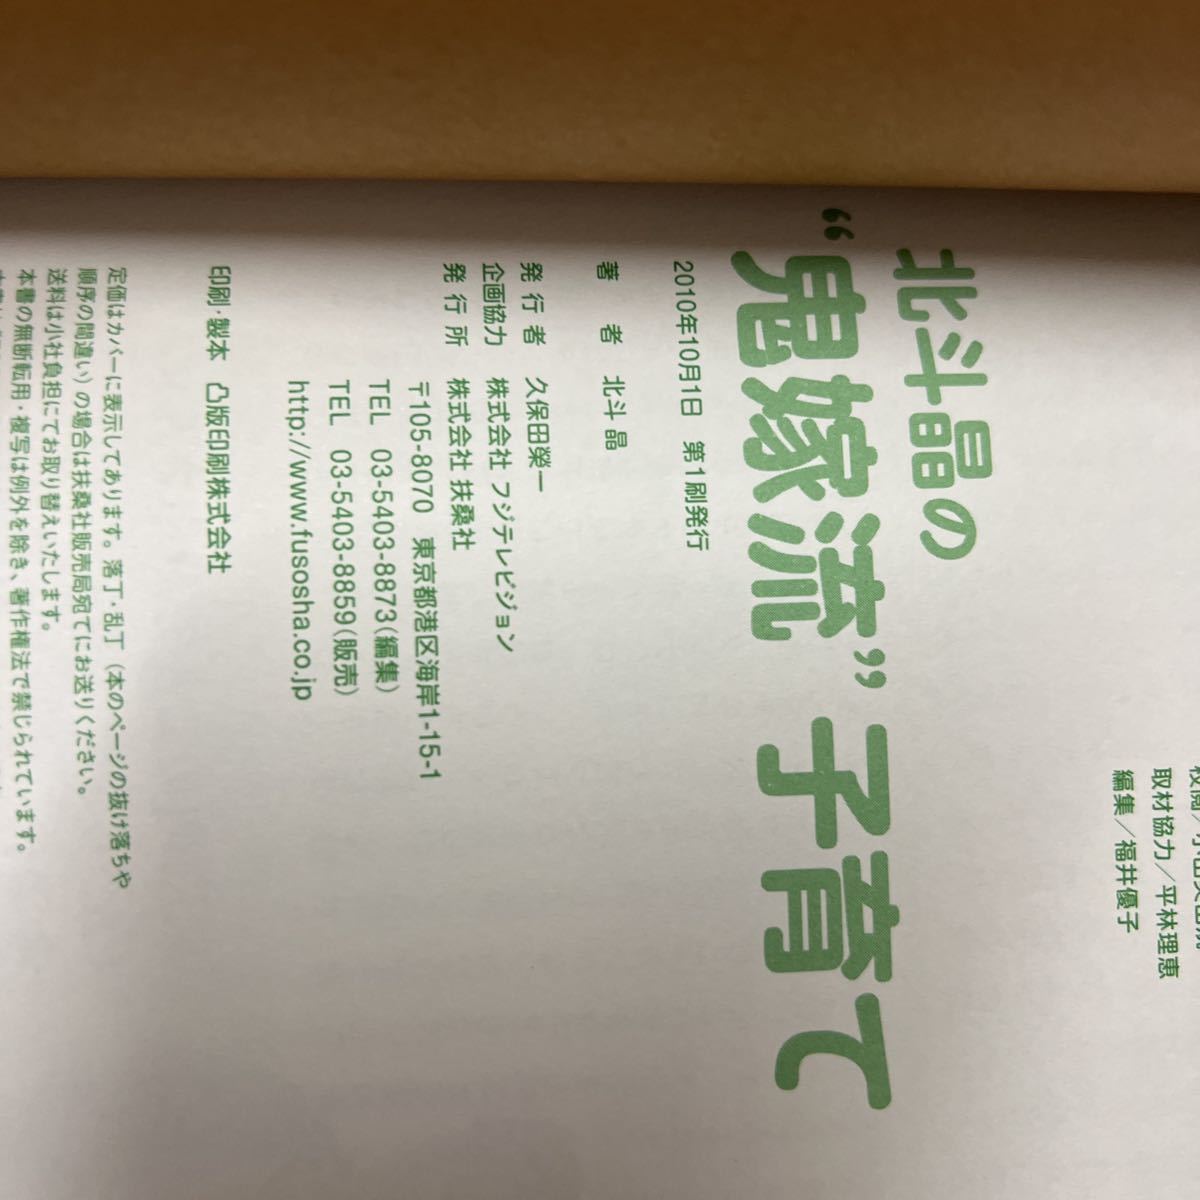 取材協力／平林理恵
編集／福井優子
北斗晶の
“鬼嫁流”子育て
2010年10月1日 第1刷発行
著 者 北斗 晶
発 行 者 久保田榮一
企画協力 株式会社 フジテレビジョン
発 行 所 株式会社 扶桑社
〒105-8070 東京都港区海岸1-15-1
TEL 03-5403-8873(編集)
TEL 03-5403-8859(販売)
http://www.fusosha.co.jp
印刷・製本 凸版印刷株式会社
定価はカバーに表示してあります。落丁・乱丁（本のページの抜け落ちや
順序の間違い）の場合は扶桑社販売局宛てにお送りください。
送料は小社負担にてお取り替えいたします。
本書の無断転用・複写は例外を除き、著作権法で禁じられています。